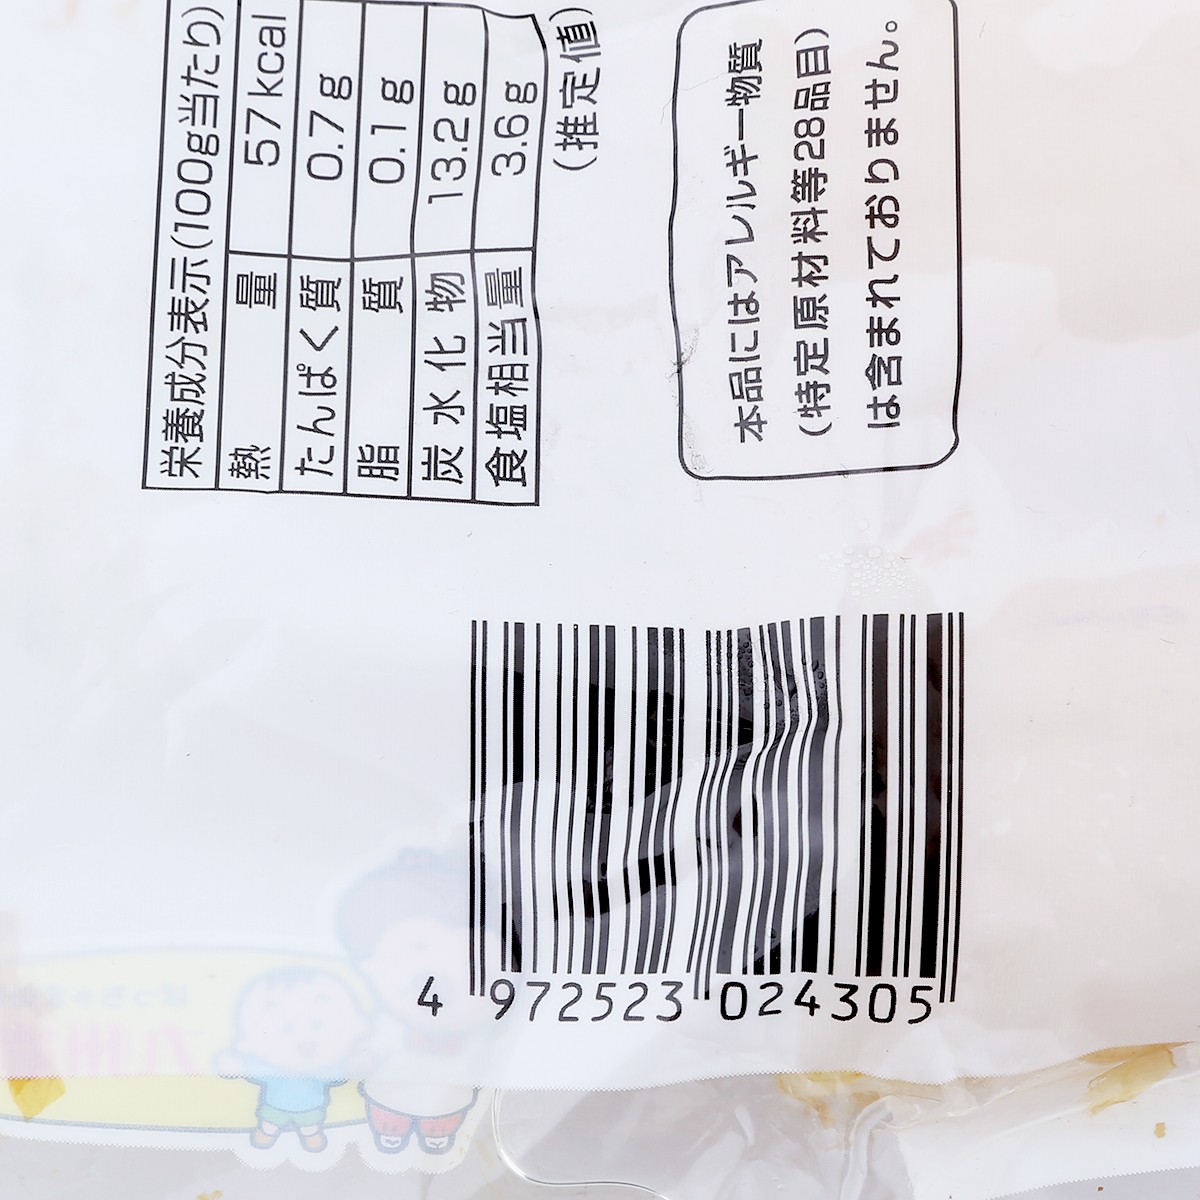 栄養成分表示(100g当たり)
熱量 57kcal
たんぱく質 0.7g
脂質 0.1g
炭水化物 13.2g
食塩相当量 3.6g
(推定値)
本品にはアレルギー物質
(特定原材料等28品目)
は含まれておりません。
4 972523 024305